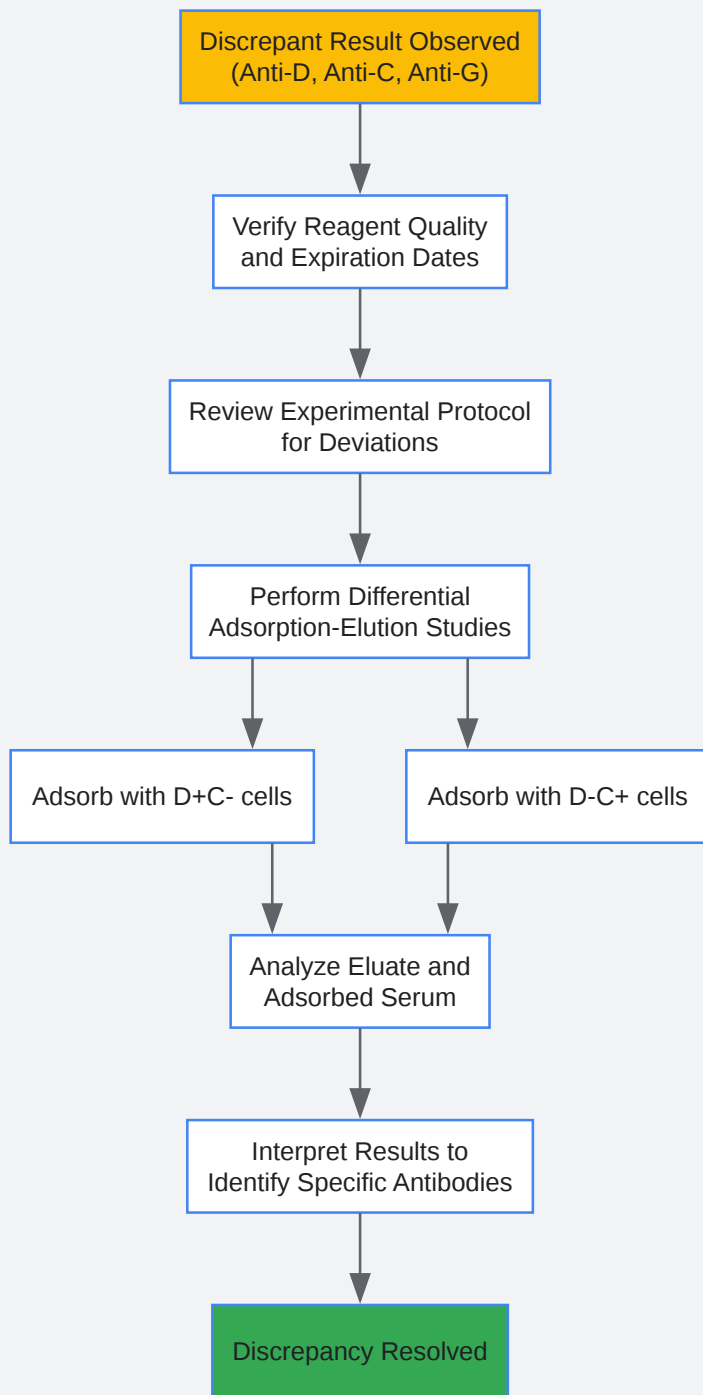 Discrepant Result Observed
(Anti-D, Anti-C, Anti-G)
Verify Reagent Quality
and Expiration Dates
Review Experimental Protocol
for Deviations
Perform Differential
Adsorption-Elution Studies
Adsorb with D+C- cells
Adsorb with D-C+ cells
Analyze Eluate and
Adsorbed Serum
Interpret Results to
Identify Specific Antibodies
Discrepancy Resolved